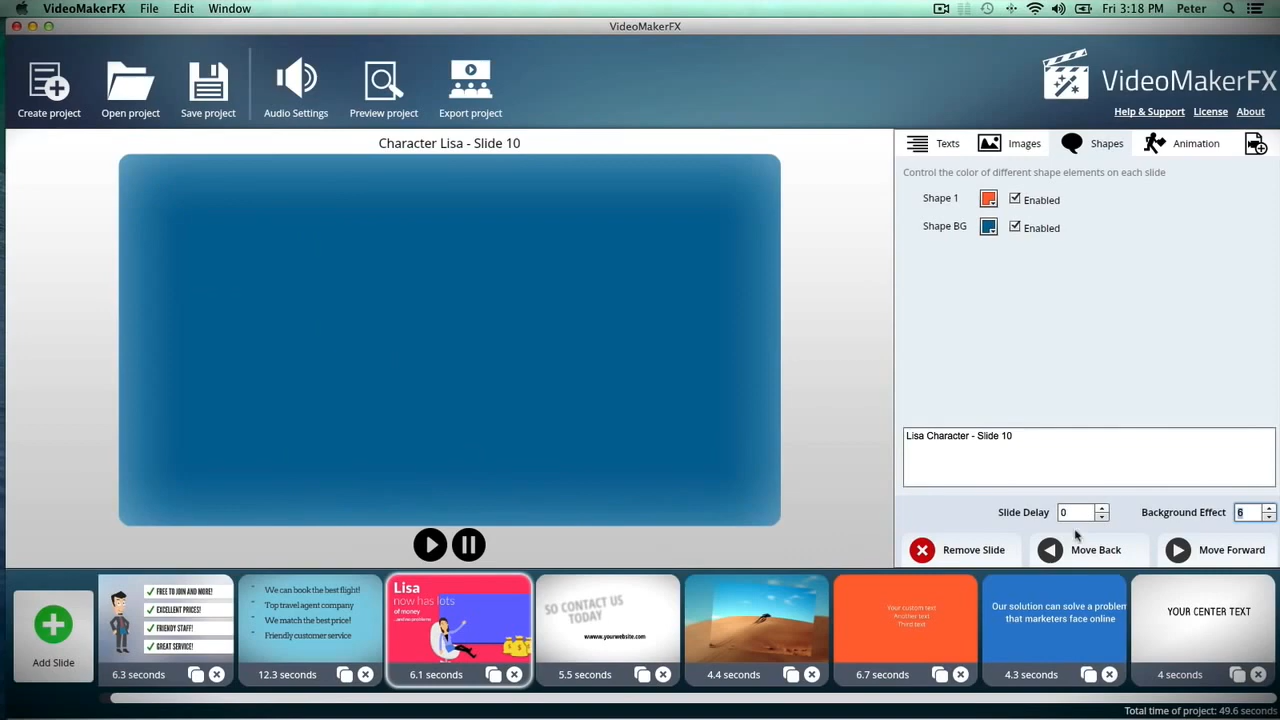 VideoMakerFX File Edit Window Fri 3:18 PM Peter
VideoMakerFX
Create project
Open project
Save project
Audio Settings
Preview project
Export project
VideoMakerFX
Help & Support License About
Character Lisa - Slide 10
Texts Images Shapes Animation
Control the color of different shape elements on each slide
Shape 1 Enabled
Shape BG Enabled
Lisa Character - Slide 10
Slide Delay 0 Background Effect 6
Remove Slide Move Back Move Forward
Add Slide
FREE TO JOIN AND MORE!
EXCELLENT PRICES!
FRIENDLY STAFF!
GREAT SERVICE!
6.3 seconds
We can book the best flight!
Top travel agent company
We match the best price!
Friendly customer service
12.3 seconds
Lisa
now has lots
of money
6.1 seconds
SO CONTACT US
TODAY
www.yourwebsite.com
5.5 seconds
4.4 seconds
Your custom text
Another text
Third text
6.7 seconds
Our solution can solve a problem
that marketers face online
4.3 seconds
YOUR CENTER TEXT
4 seconds
Total time of project: 49.6 seconds